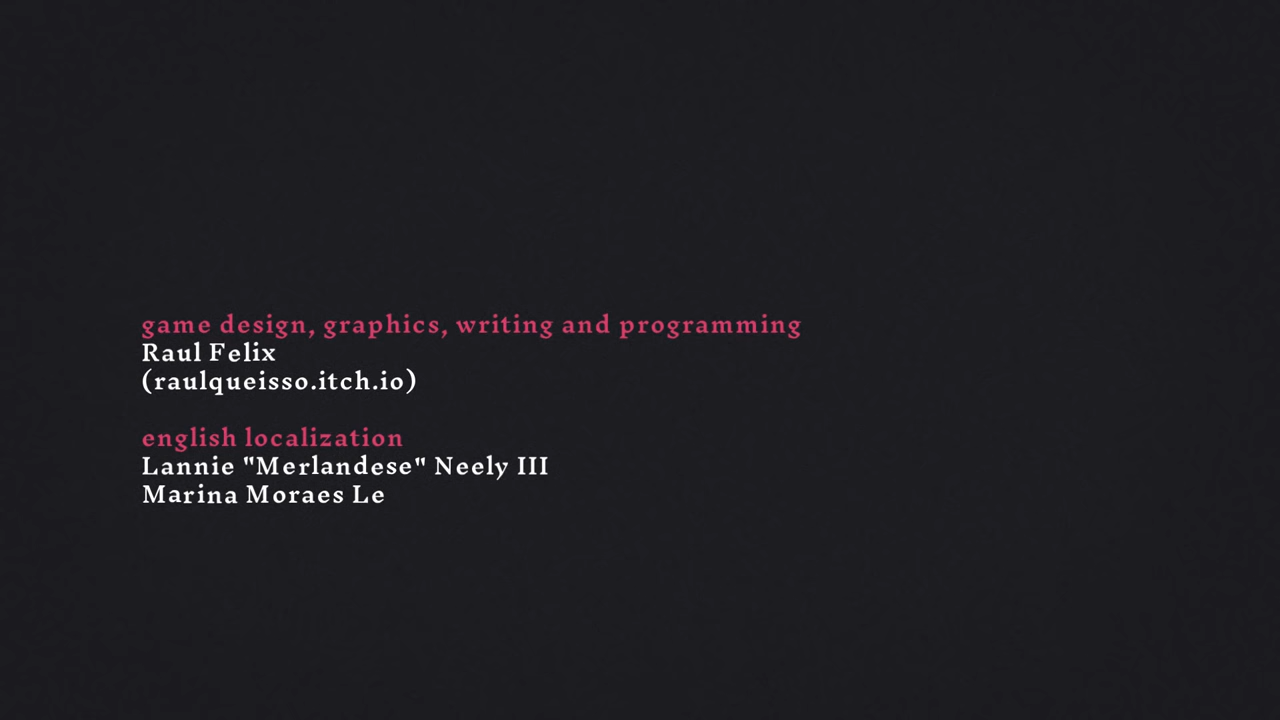 game design, graphics, writing and programming
Raul Felix
(raulqueisso.itch.io)
english localization
Lannie "Merlandese" Neely III
Marina Moraes Le